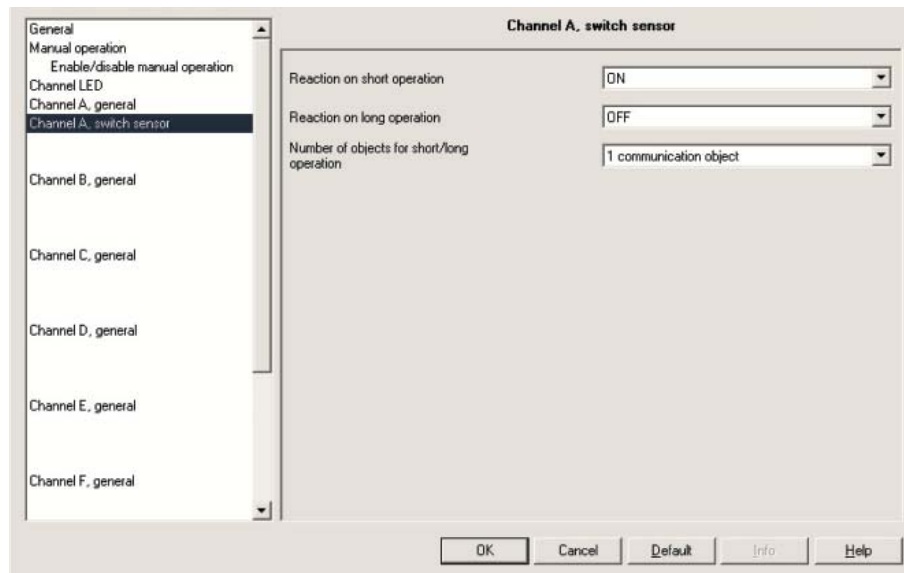 General
Manual operation
Enable/disable manual operation
Channel LED
Channel A, general
Channel A, switch sensor
Channel B, general
Channel C, general
Channel D, general
Channel E, general
Channel F, general
Channel A, switch sensor
Reaction on short operation
ON
Reaction on long operation
OFF
Number of objects for short/long
operation
1 communication object
OK
Cancel
Default
Info
Help